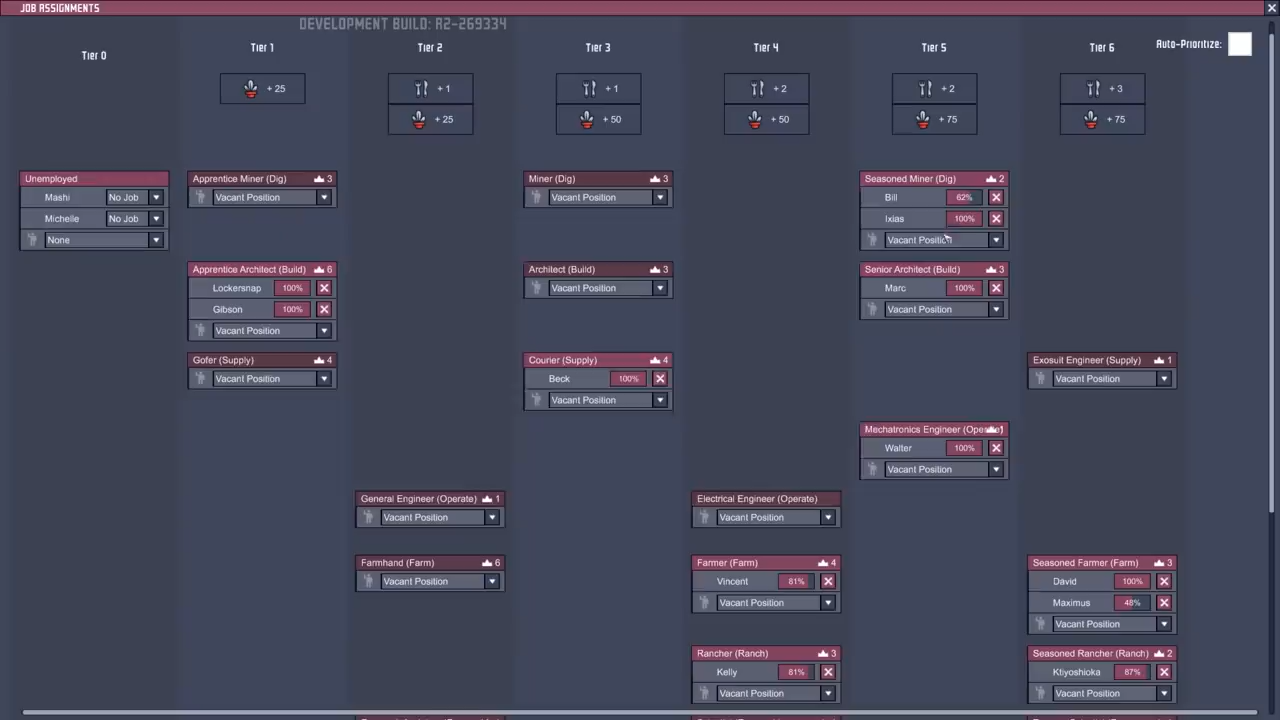 JOB ASSIGNMENTS
DEVELOPMENT BUILD: R2-269334
Tier 0
Tier 1
Tier 2
Tier 3
Tier 4
Tier 5
Tier 6
Auto-Prioritize:
+ 25
+ 1
+ 1
+ 2
+ 2
+ 3
+ 25
+ 50
+ 50
+ 75
+ 75
Unemployed
Mashi No Job
Michelle No Job
None
Apprentice Miner (Dig) 3
Vacant Position
Miner (Dig) 3
Vacant Position
Seasoned Miner (Dig) 2
Bill 62%
Ixias 100%
Vacant Position
Apprentice Architect (Build) 6
Lockersnap 100%
Gibson 100%
Vacant Position
Architect (Build) 3
Vacant Position
Senior Architect (Build) 3
Marc 100%
Vacant Position
Gofer (Supply) 4
Vacant Position
Courier (Supply) 4
Beck 100%
Vacant Position
Exosuit Engineer (Supply) 1
Vacant Position
Mechatronics Engineer (Operate) 1
Walter 100%
Vacant Position
General Engineer (Operate) 1
Vacant Position
Electrical Engineer (Operate)
Vacant Position
Farmhand (Farm) 6
Vacant Position
Farmer (Farm) 4
Vincent 81%
Vacant Position
Seasoned Farmer (Farm) 3
David 100%
Maximus 48%
Vacant Position
Rancher (Ranch) 3
Kelly 81%
Vacant Position
Seasoned Rancher (Ranch) 2
Ktiyoshioka 87%
Vacant Position